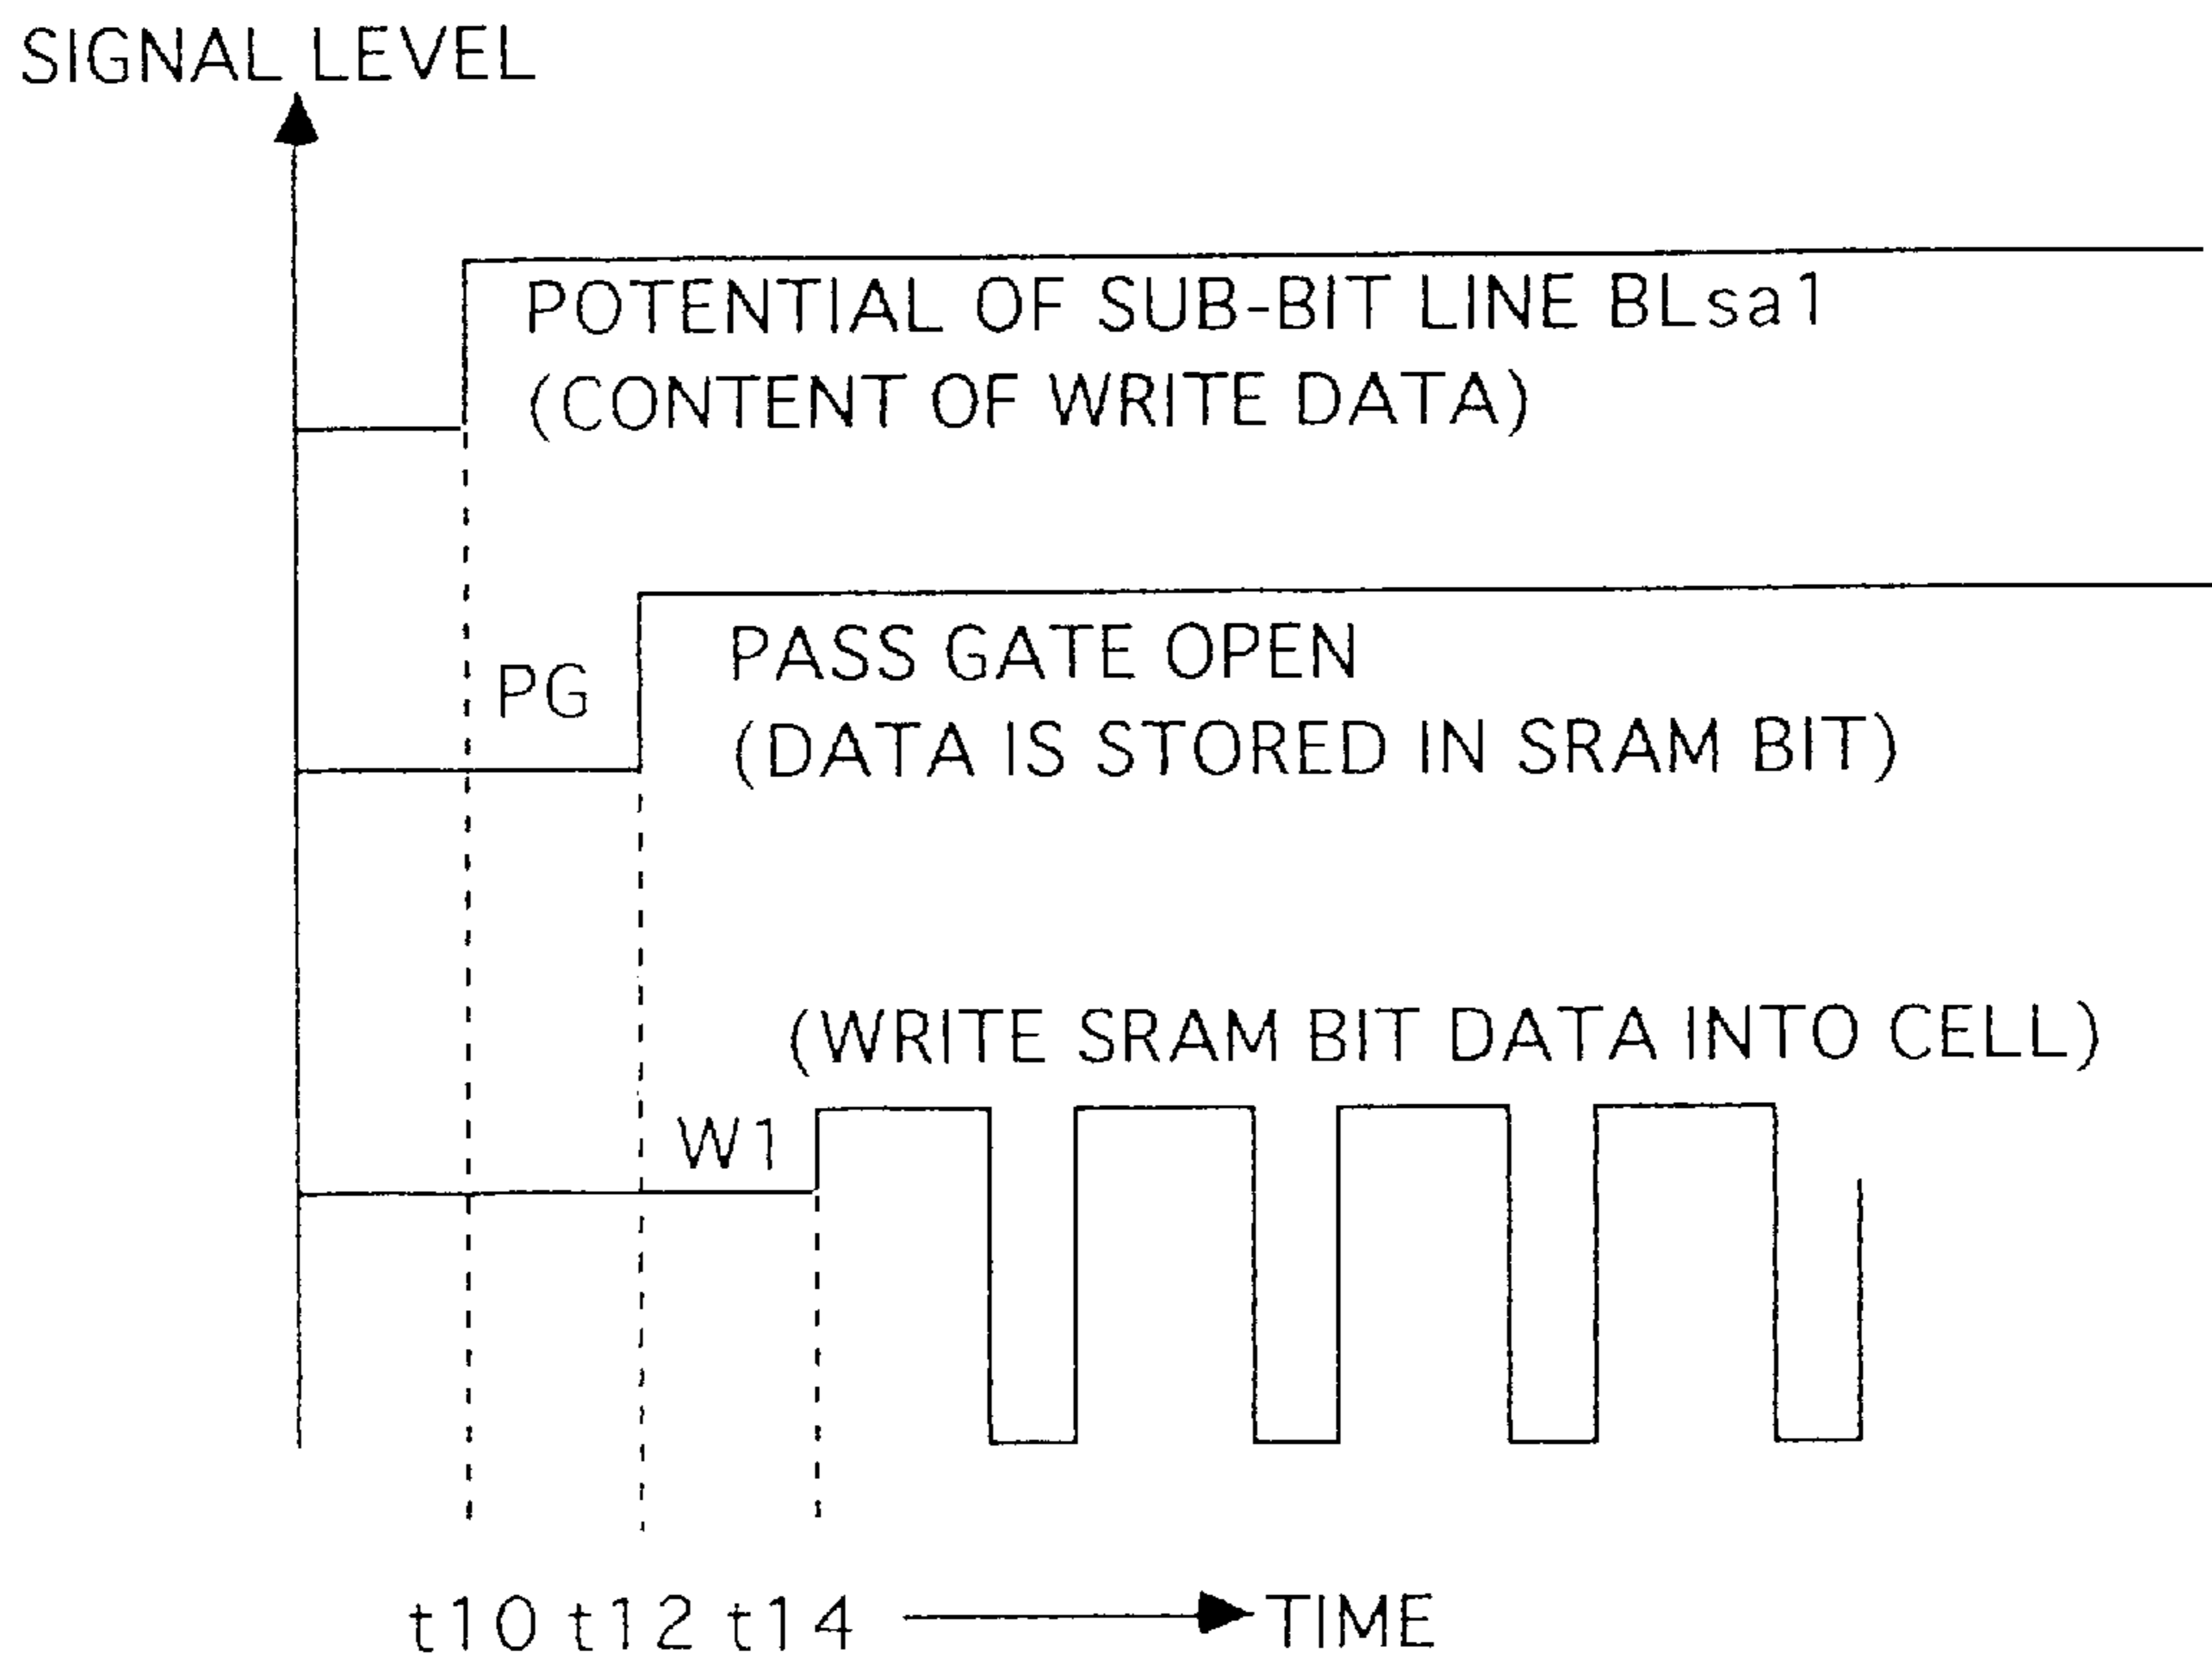 SIGNAL LEVEL
POTENTIAL OF SUB-BIT LINE BLsa1
(CONTENT OF WRITE DATA)
PG
PASS GATE OPEN
(DATA IS STORED IN SRAM BIT)
(WRITE SRAM BIT DATA INTO CELL)
W1
t10 t12 t14 TIME